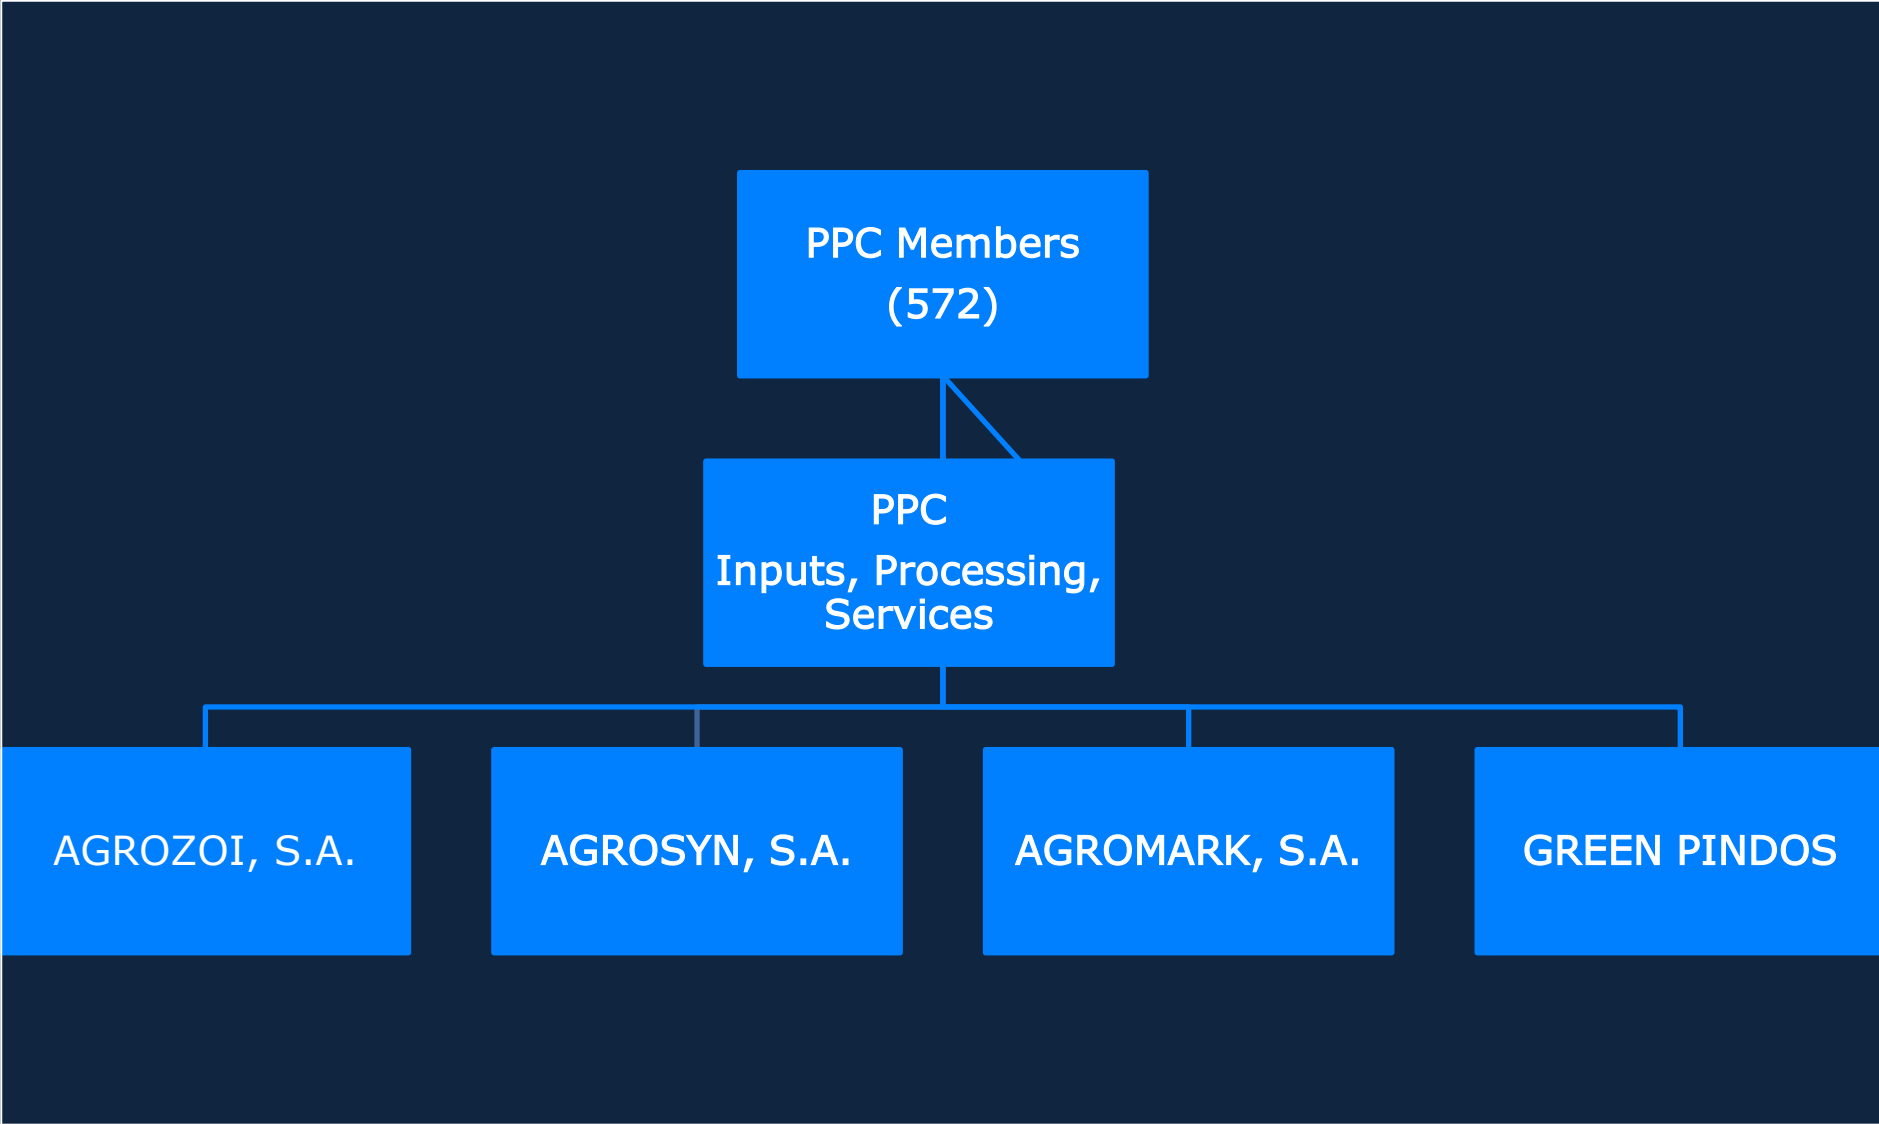 PPC Members
(572)
PPC
Inputs, Processing,
Services
AGROZOI, S.A.
AGROSYN, S.A.
AGROMARK, S.A.
GREEN PINDOS